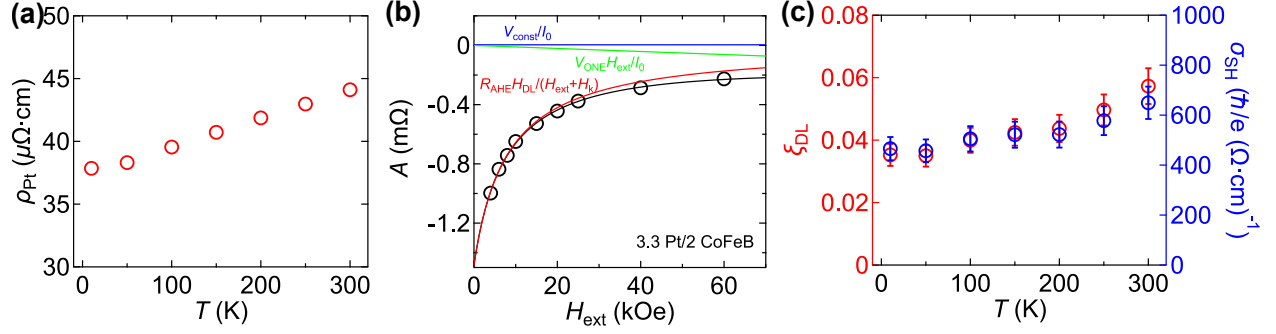 (a)
50
45
40
35
30
ρPt (μΩ·cm)
0
100
200
300
T (K)
(b)
Vconst/I0
VONEHext/I0
RAHEHDL/(Hext+Hk)
0
-0.4
-0.8
-1.2
A (mΩ)
3.3 Pt/2 CoFeB
0
20
40
60
Hext (kOe)
(c)
0.08
0.06
0.04
0.02
0
ξDL
1000
800
600
400
200
0
σSH (ℏ/e (Ω·cm)-1)
0
100
200
300
T (K)